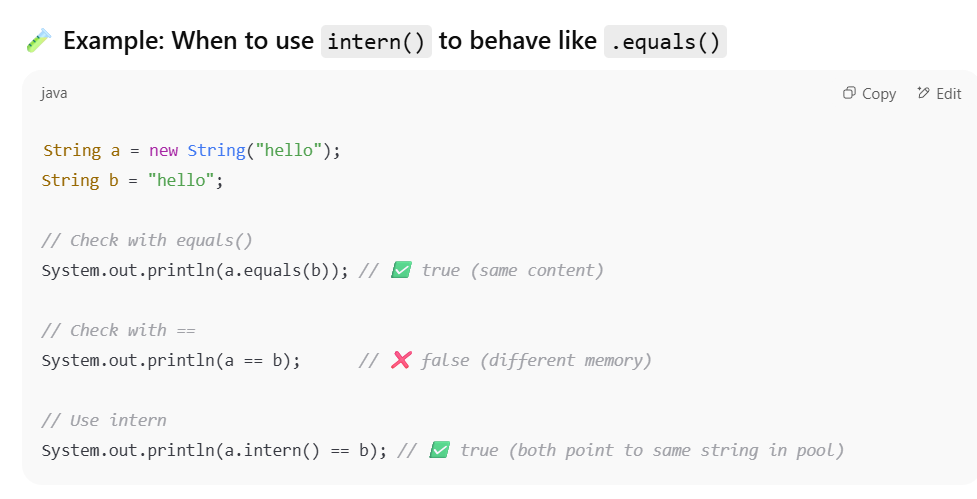 🧪 Example: When to use intern() to behave like .equals()
java
Copy
Edit
String a = new String("hello");
String b = "hello";
// Check with equals()
System.out.println(a.equals(b)); // ✅ true (same content)
// Check with ==
System.out.println(a == b);      // ❌ false (different memory)
// Use intern
System.out.println(a.intern() == b); // ✅ true (both point to same string in pool)